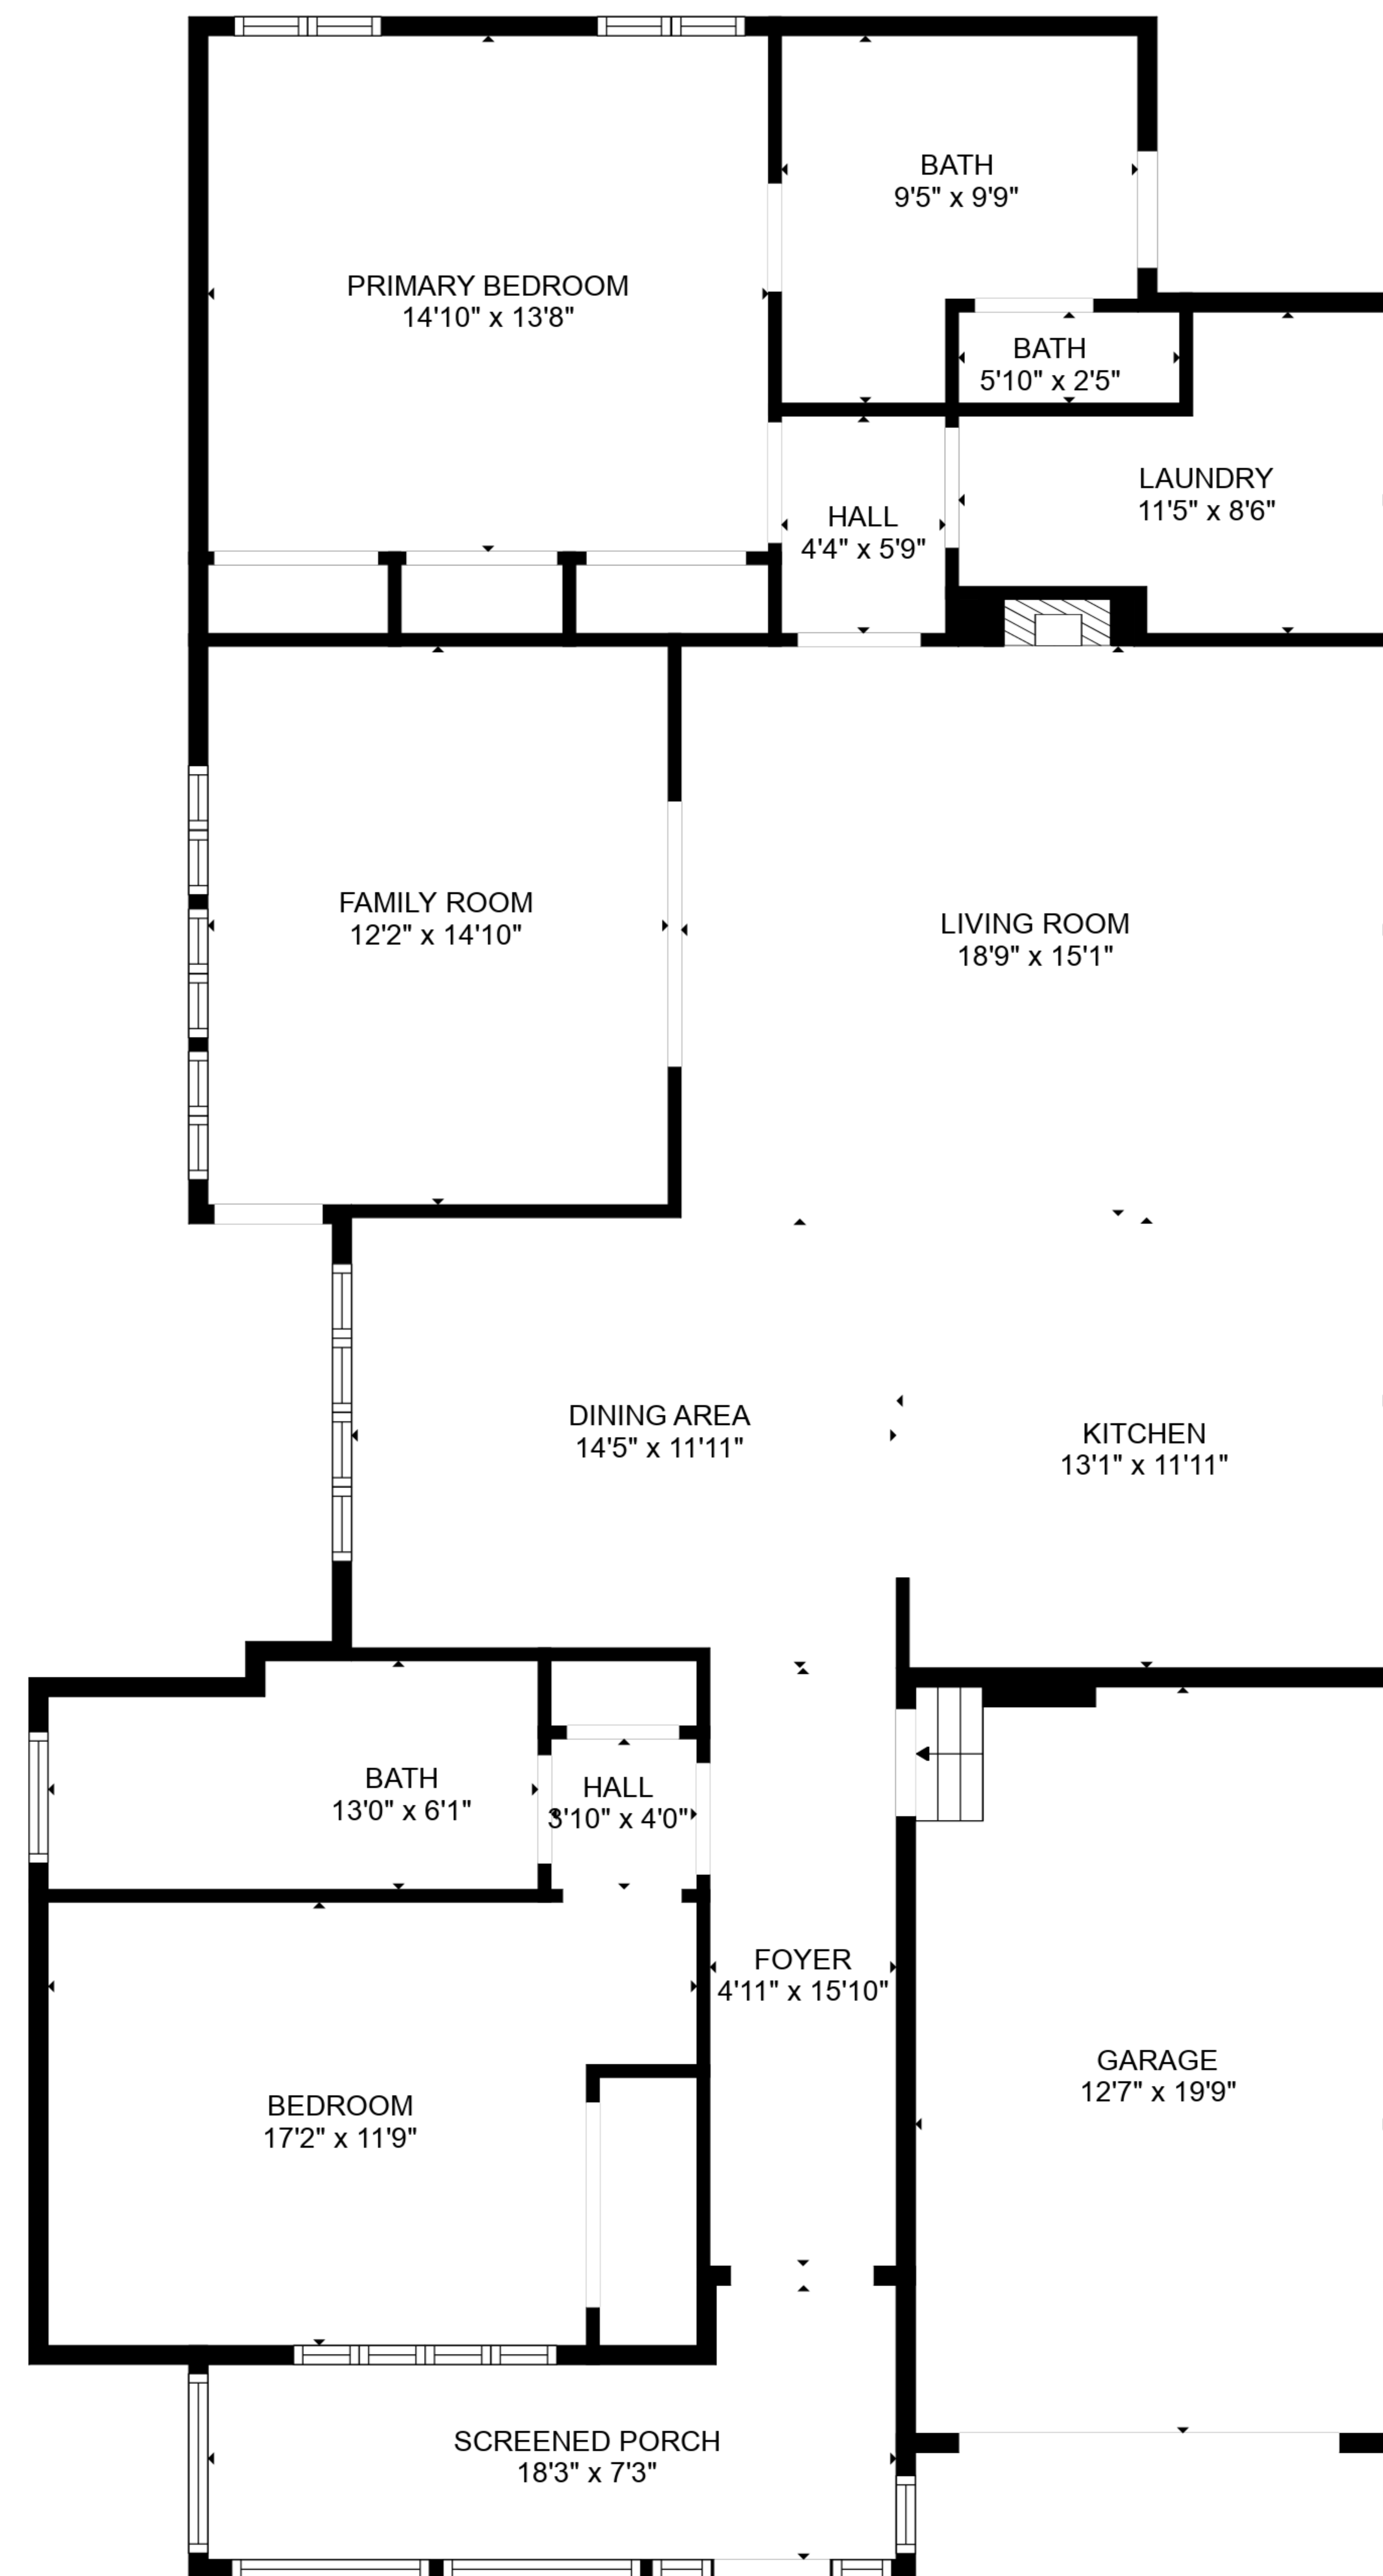 BATH
9'5" x 9'9"
PRIMARY BEDROOM
14'10" x 13'8"
BATH
5'10" x 2'5"
LAUNDRY
11'5" x 8'6"
HALL
4'4" x 5'9"
FAMILY ROOM
12'2" x 14'10"
LIVING ROOM
18'9" x 15'1"
DINING AREA
14'5" x 11'11"
KITCHEN
13'1" x 11'11"
BATH
13'0" x 6'1"
HALL
3'10" x 4'0"
FOYER
4'11" x 15'10"
GARAGE
12'7" x 19'9"
BEDROOM
17'2" x 11'9"
SCREENED PORCH
18'3" x 7'3"